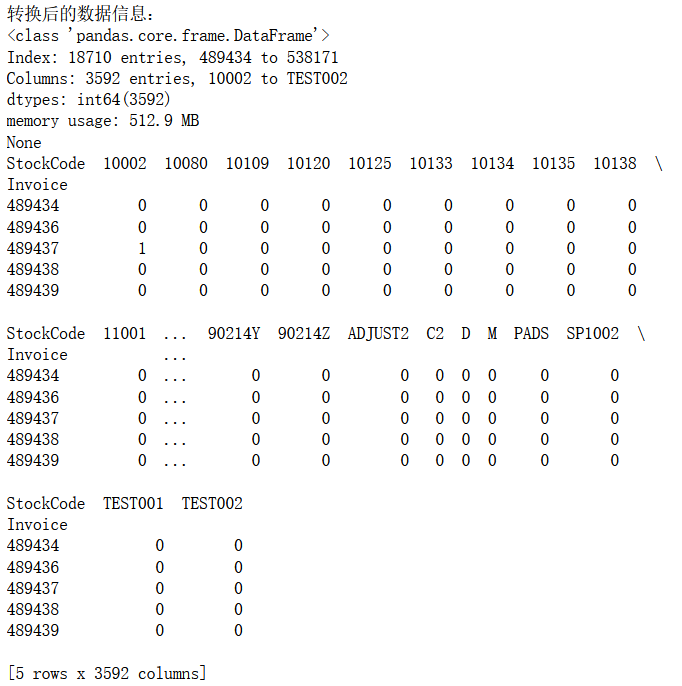 转换后的数据信息:
<class 'pandas.core.frame.DataFrame'>
Index: 18710 entries, 489434 to 538171
Columns: 3592 entries, 10002 to TEST002
dtypes: int64(3592)
memory usage: 512.9 MB
None
StockCode  10002  10080  10109  10120  10125  10133  10134  10135  10138  \
Invoice
489434         0      0      0      0      0      0      0      0      0
489436         0      0      0      0      0      0      0      0      0
489437         1      0      0      0      0      0      0      0      0
489438         0      0      0      0      0      0      0      0      0
489439         0      0      0      0      0      0      0      0      0
StockCode  11001  ...  90214Y  90214Z  ADJUST2  C2  D  M  PADS  SP1002  \
Invoice           ...
489434         0  ...       0       0        0   0  0  0     0       0
489436         0  ...       0       0        0   0  0  0     0       0
489437         0  ...       0       0        0   0  0  0     0       0
489438         0  ...       0       0        0   0  0  0     0       0
489439         0  ...       0       0        0   0  0  0     0       0
StockCode  TEST001  TEST002
Invoice
489434           0        0
489436           0        0
489437           0        0
489438           0        0
489439           0        0
[5 rows x 3592 columns]